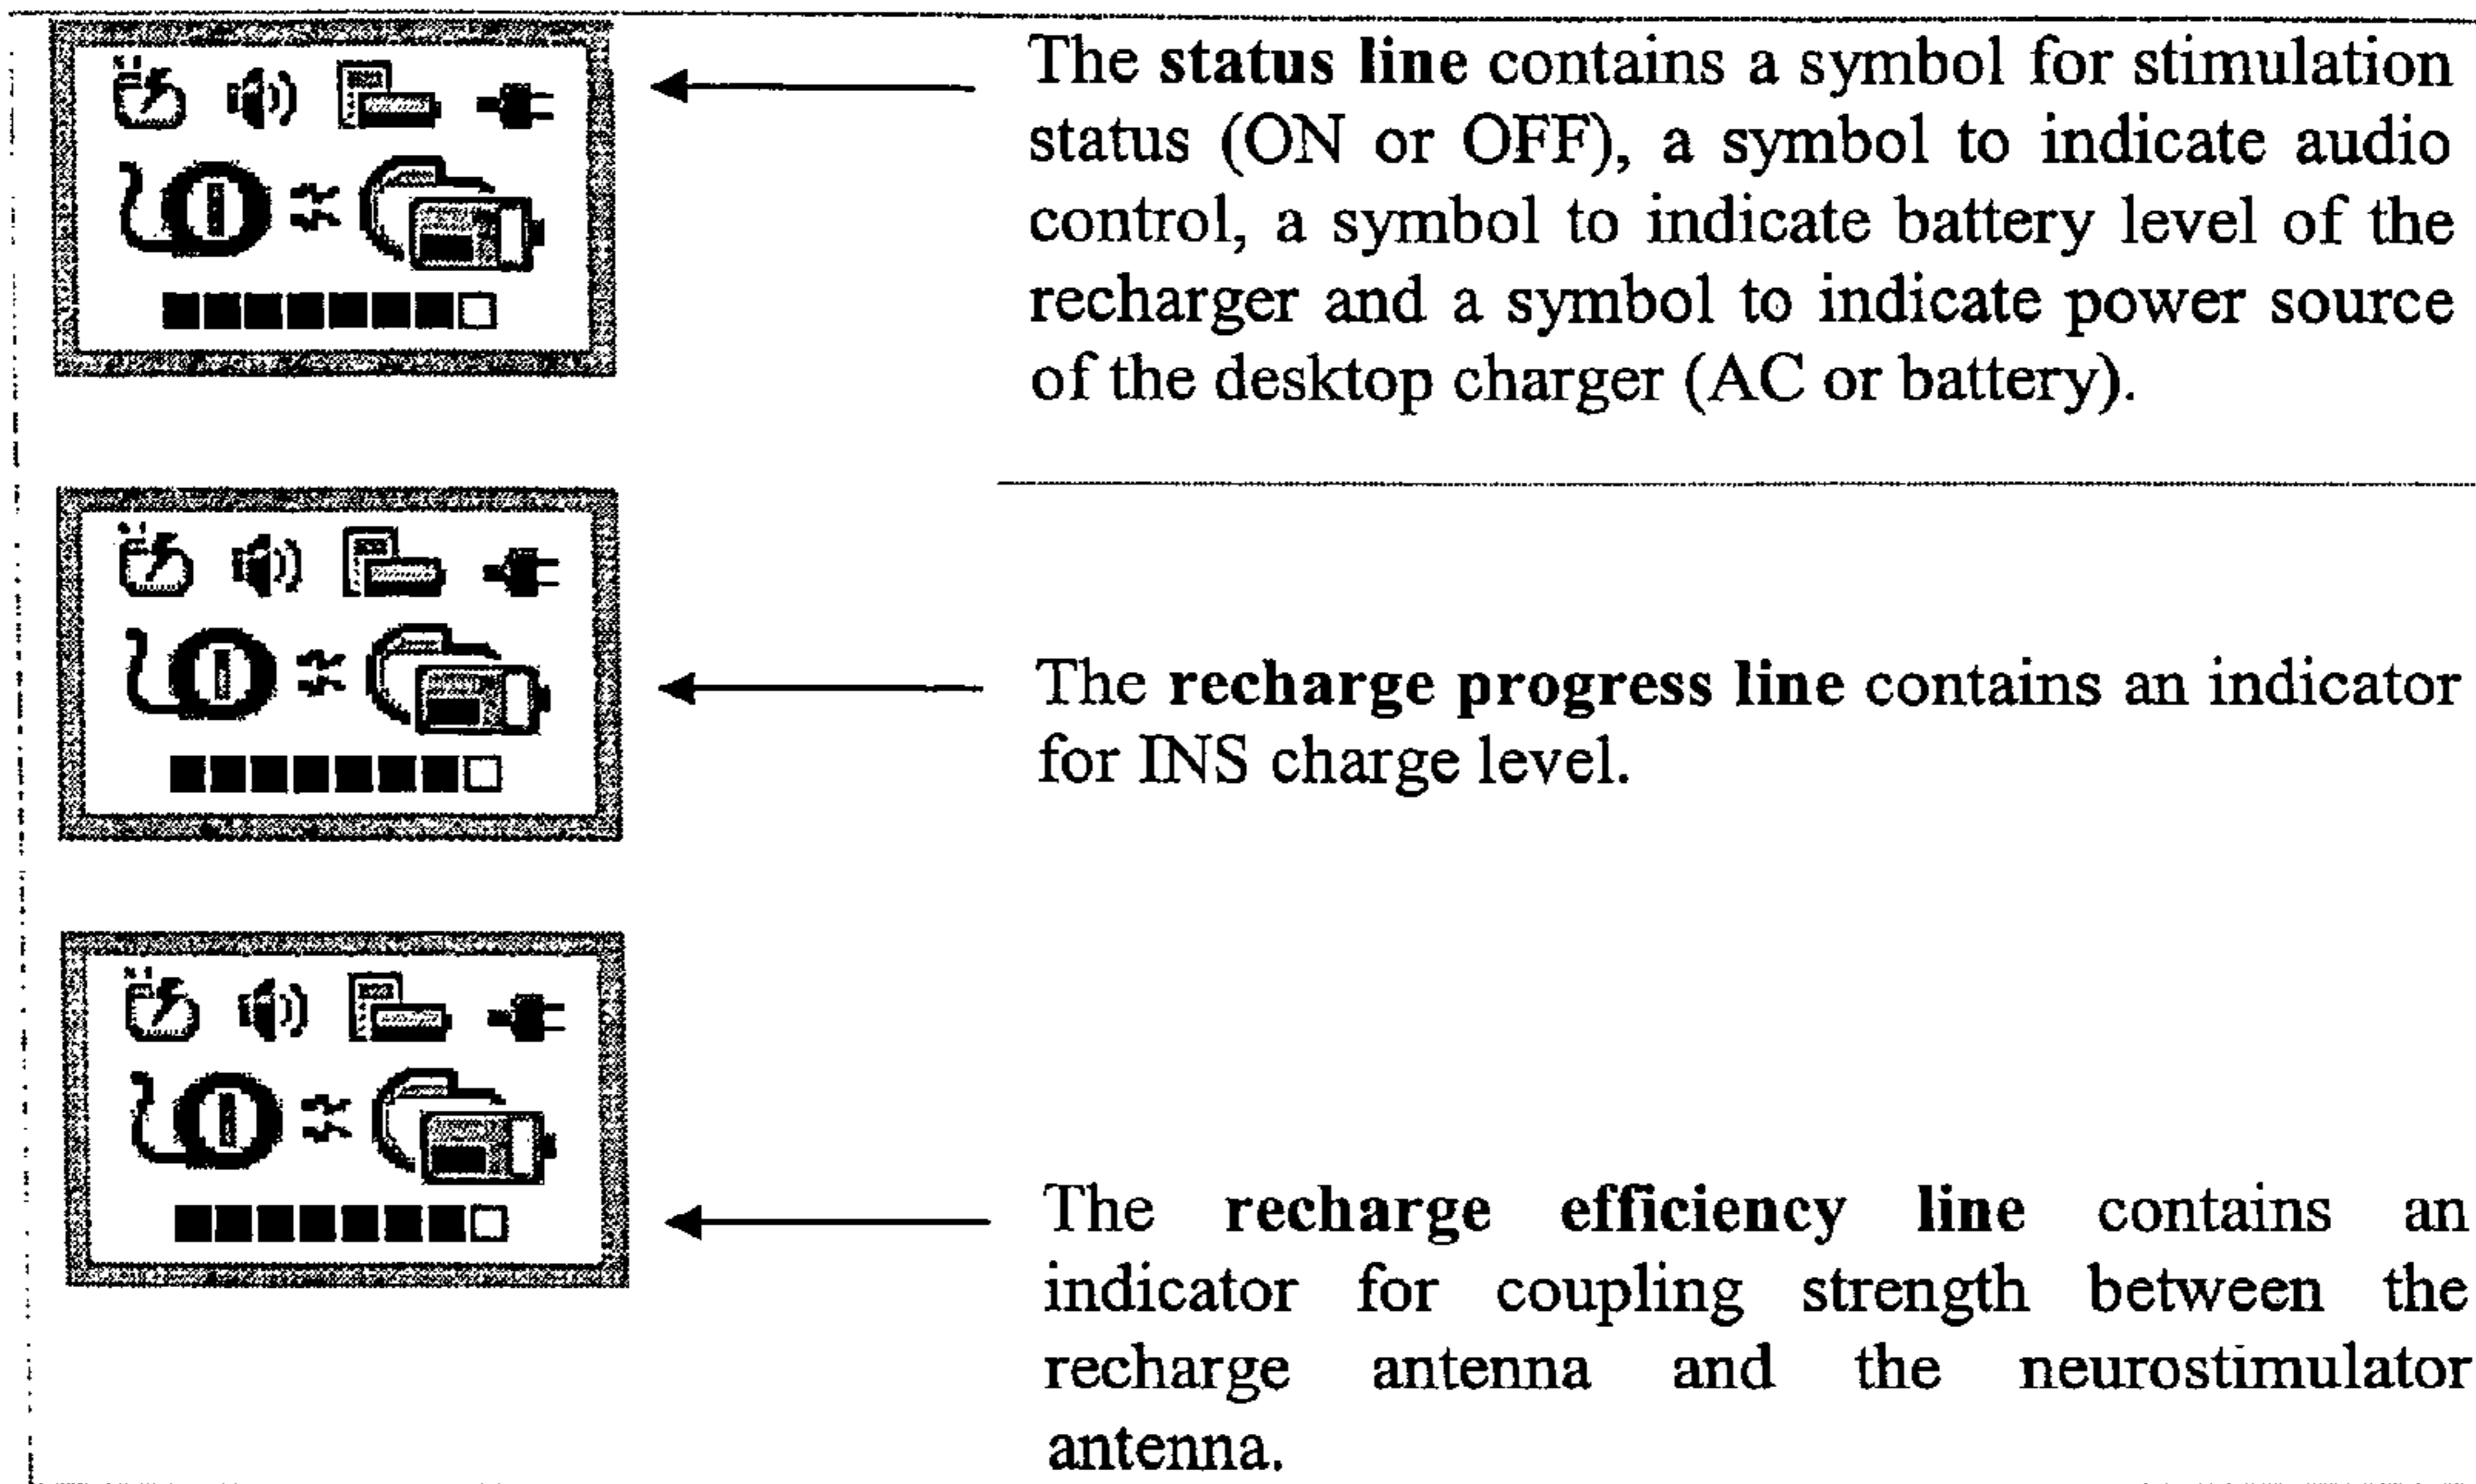 The status line contains a symbol for stimulation
status (ON or OFF), a symbol to indicate audio
control, a symbol to indicate battery level of the
recharger and a symbol to indicate power source
of the desktop charger (AC or battery).
The recharge progress line contains an indicator
for INS charge level.
The recharge efficiency line contains an
indicator for coupling strength between the
recharge antenna and the neurostimulator
antenna.